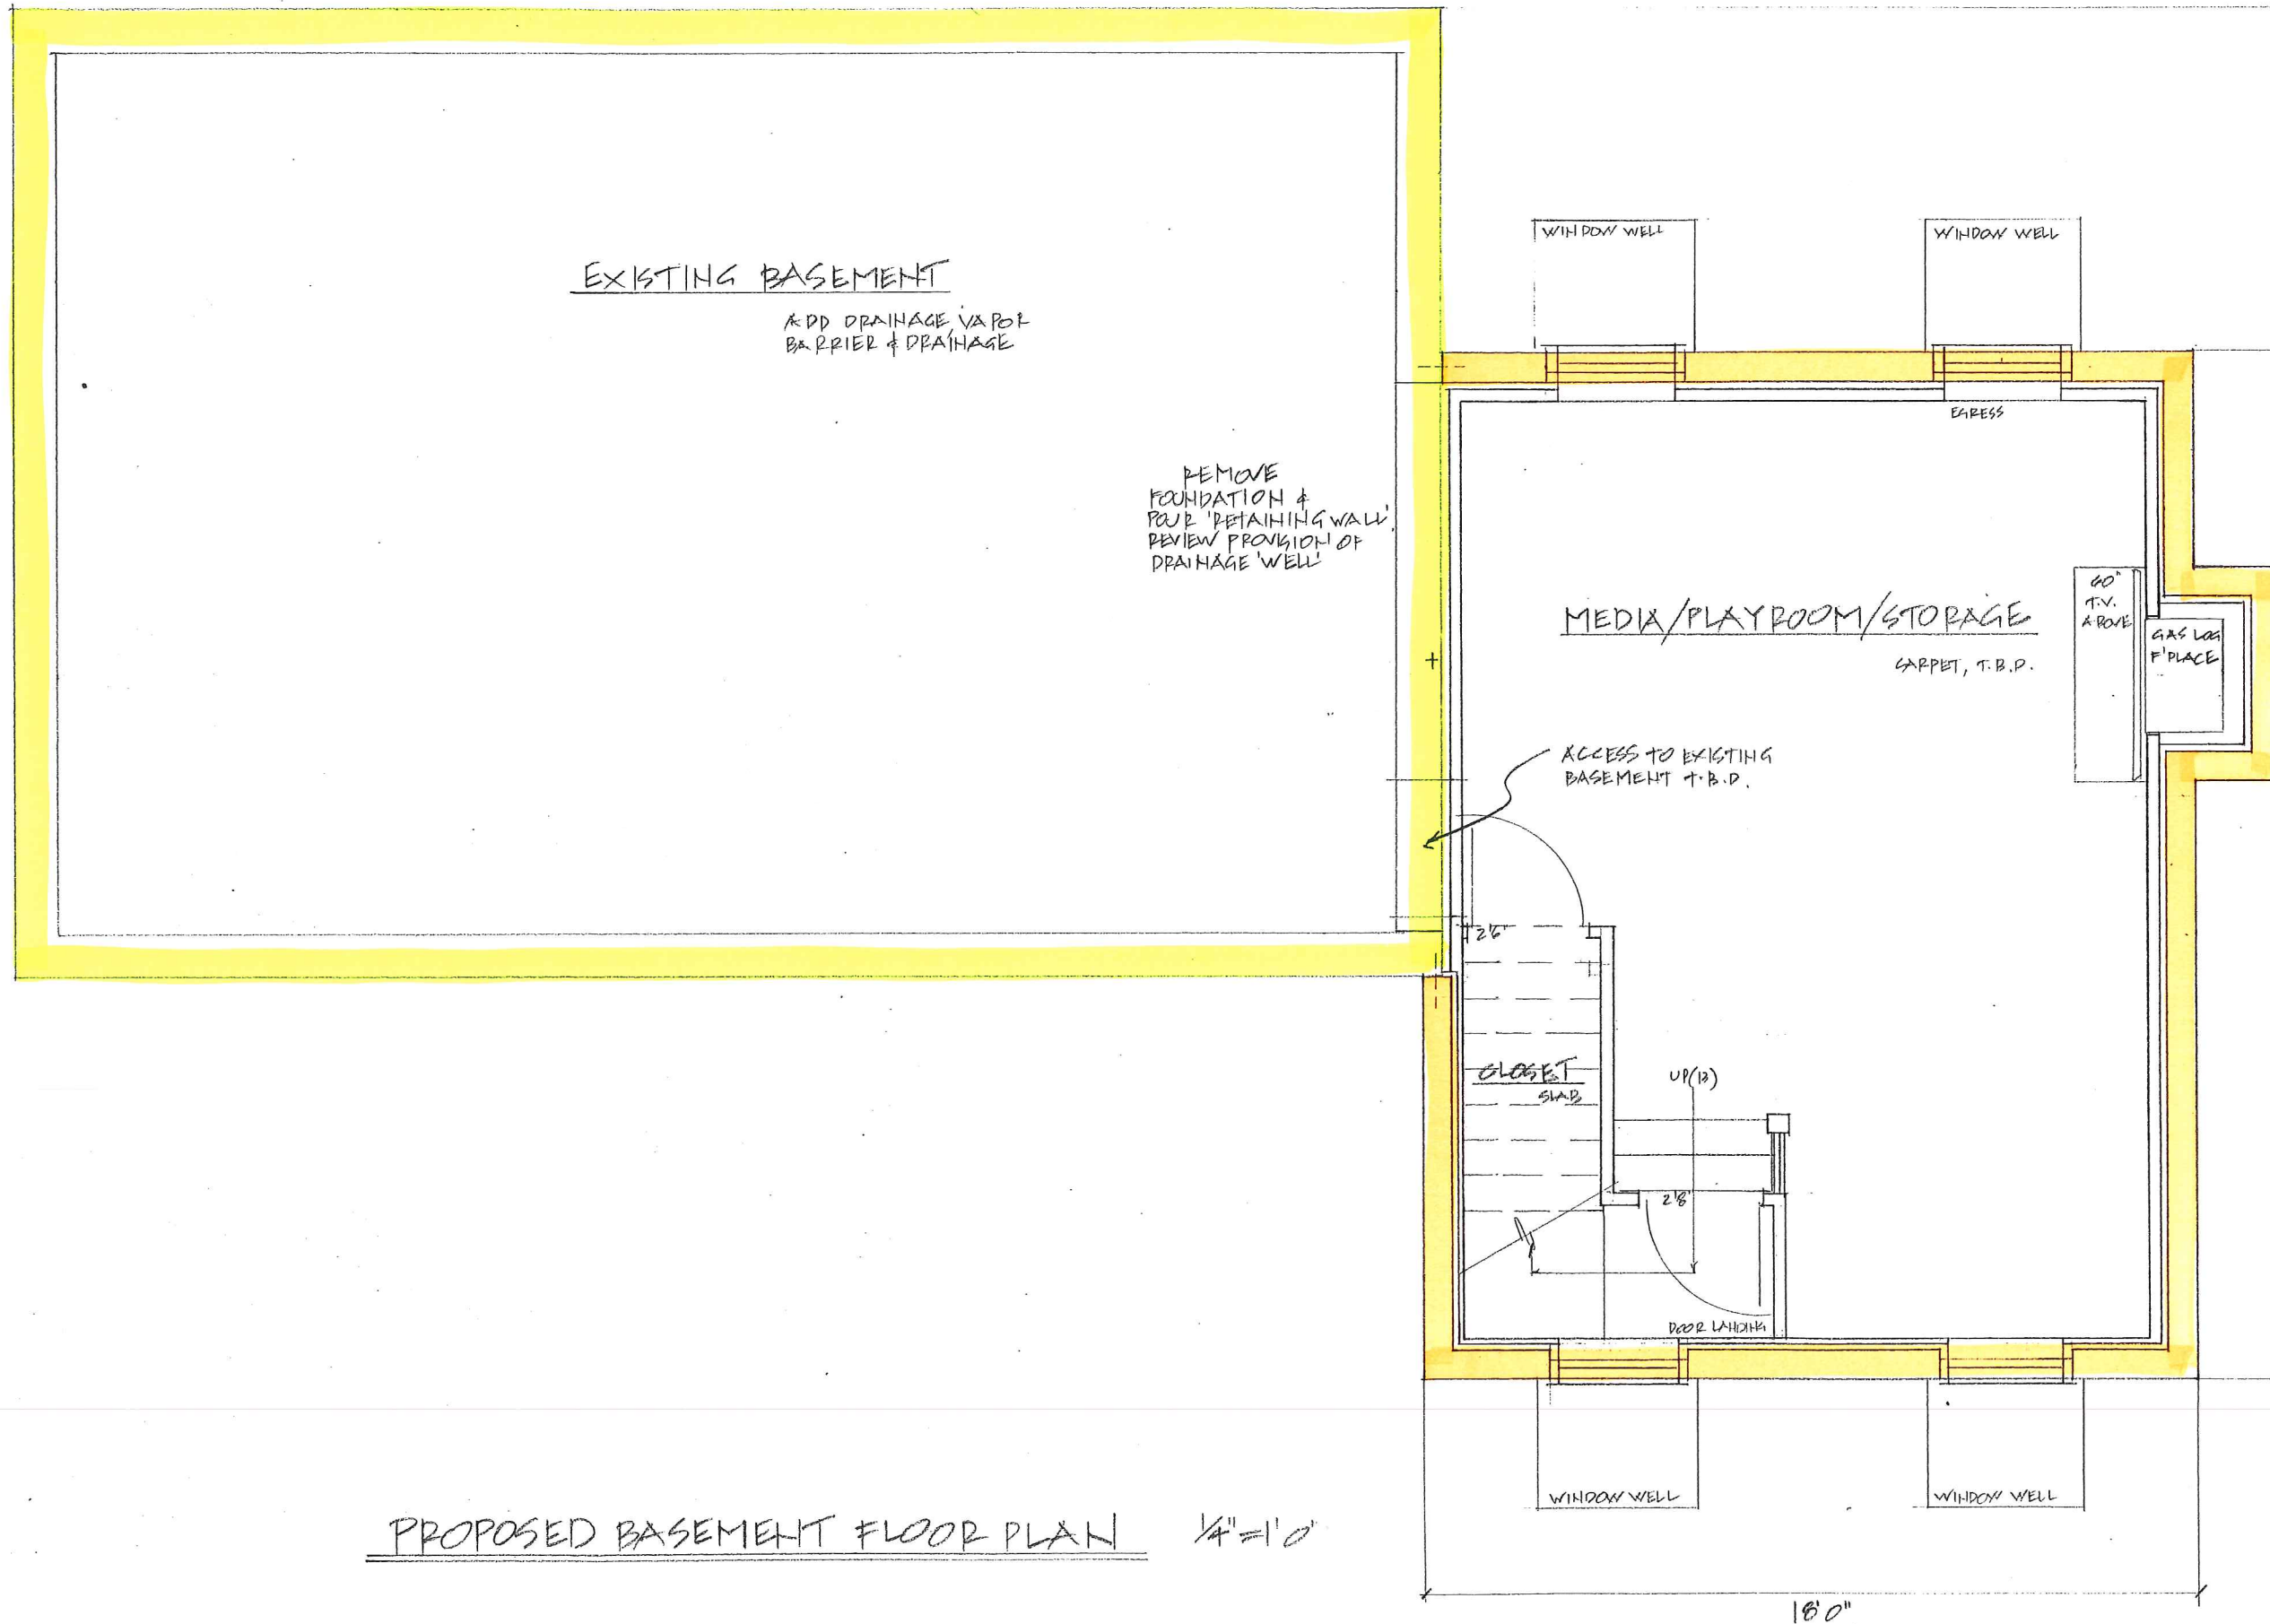 EXISTING BASEMENT
ADD DRAINAGE, VAPOR
BARRIER & DRAINAGE
REMOVE
FOUNDATION &
POUR 'RETAINING WALL'.
REVIEW PROVISION OF
DRAINAGE 'WELL'
WINDOW WELL
WINDOW WELL
EGRESS
MEDIA/PLAYROOM/STORAGE
CARPET, T.B.D.
60"
T.V.
ABOVE
GAS LOG
F'PLACE
ACCESS TO EXISTING
BASEMENT T.B.D.
2'6"
CLOSET
SLAB
UP(13)
2'8"
DOOR LANDING
WINDOW WELL
WINDOW WELL
PROPOSED BASEMENT FLOOR PLAN 1/4"=1'0"
18'0"